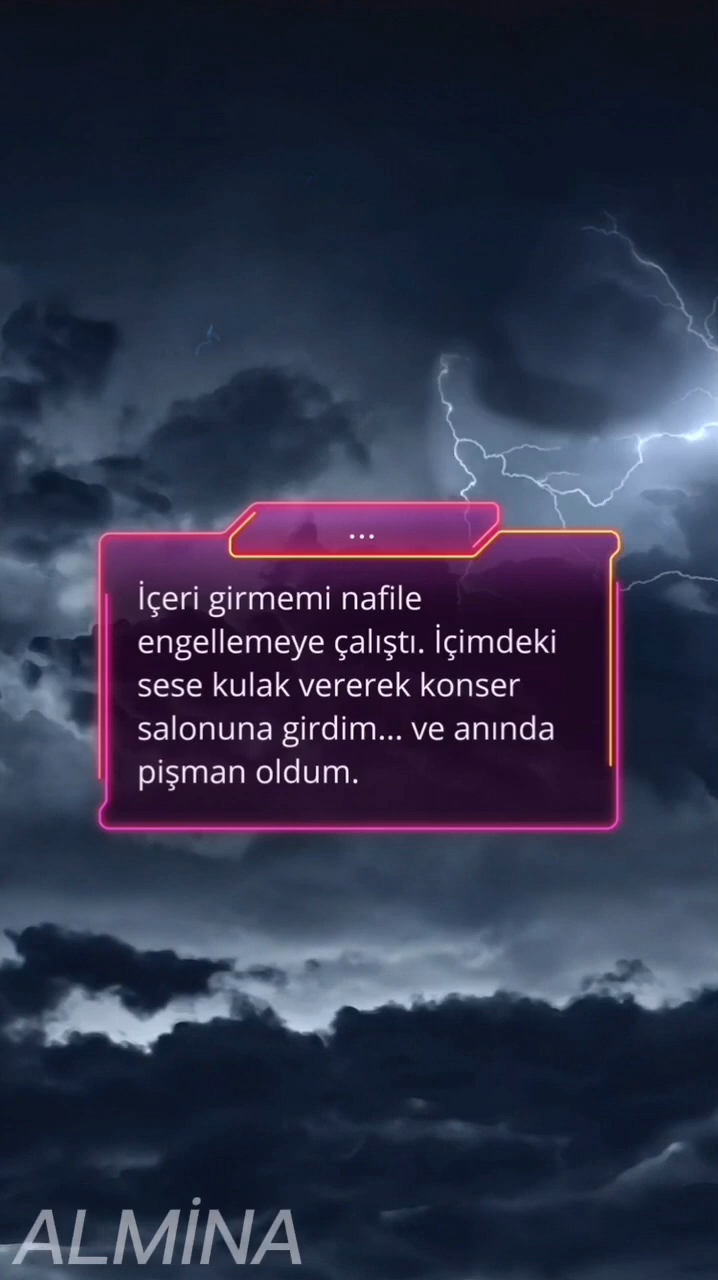 ...
İçeri girmemi nafile
engellemeye çalıştı. İçimdeki
sese kulak vererek konser
salonuna girdim... ve anında
pişman oldum.
ALMİNA